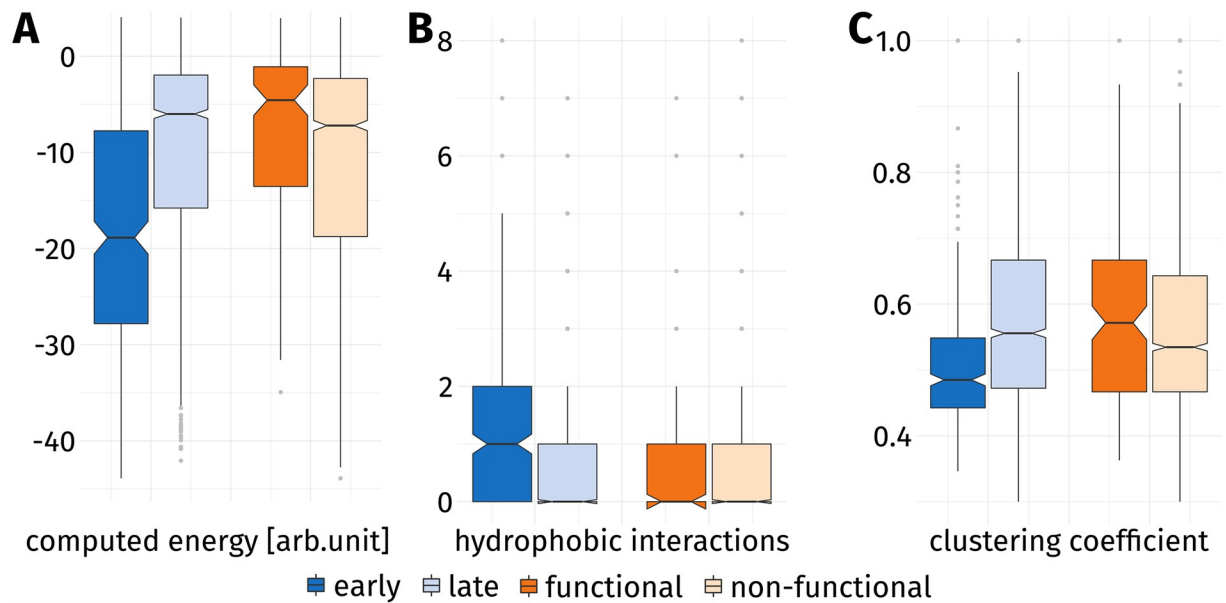 A
0
-10
-20
-30
-40
computed energy [arb.unit]
B
8
6
4
2
0
hydrophobic interactions
C
1.0
0.8
0.6
0.4
clustering coefficient
early late functional non-functional